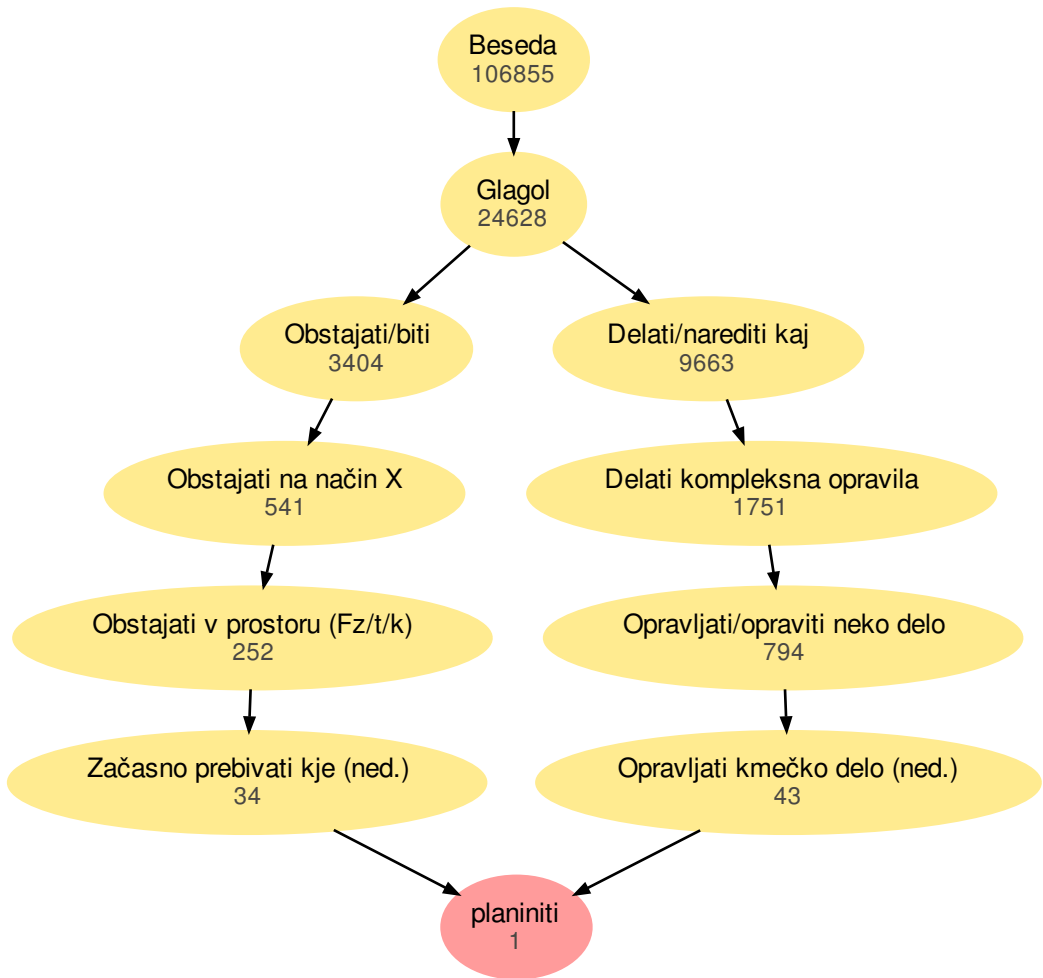 Beseda
106855
Glagol
24628
Obstajati/biti
3404
Delati/narediti kaj
9663
Obstajati na način X
541
Delati kompleksna opravila
1751
Obstajati v prostoru (Fz/t/k)
252
Opravljati/opraviti neko delo
794
Začasno prebivati kje (ned.)
34
Opravljati kmečko delo (ned.)
43
planiniti
1